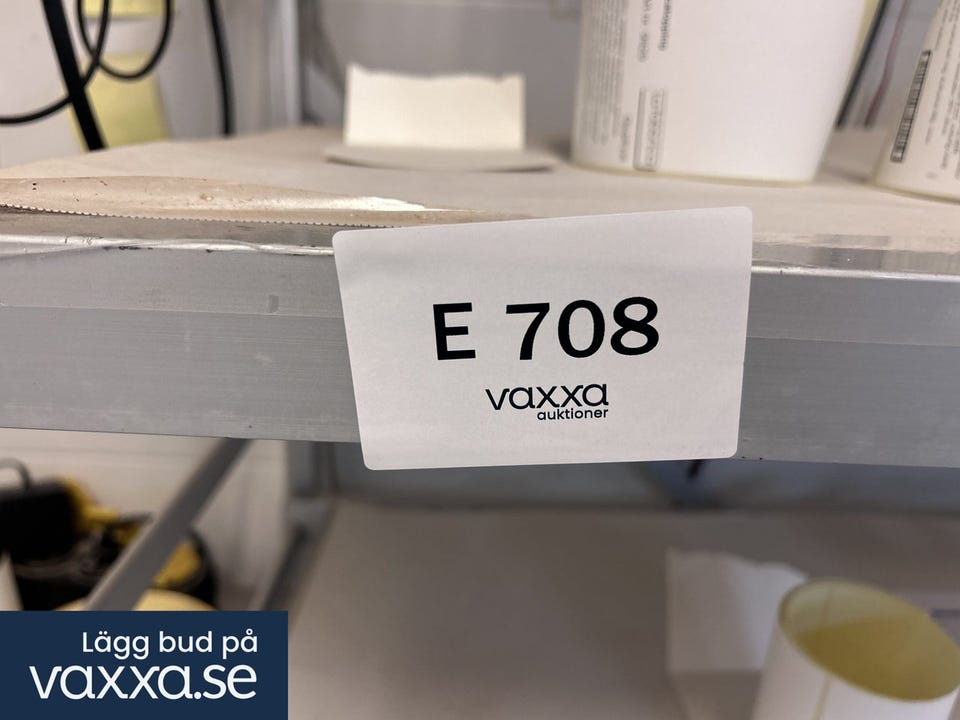 E 708
vaxxa
auktioner
Lägg bud på
vaxxa.se